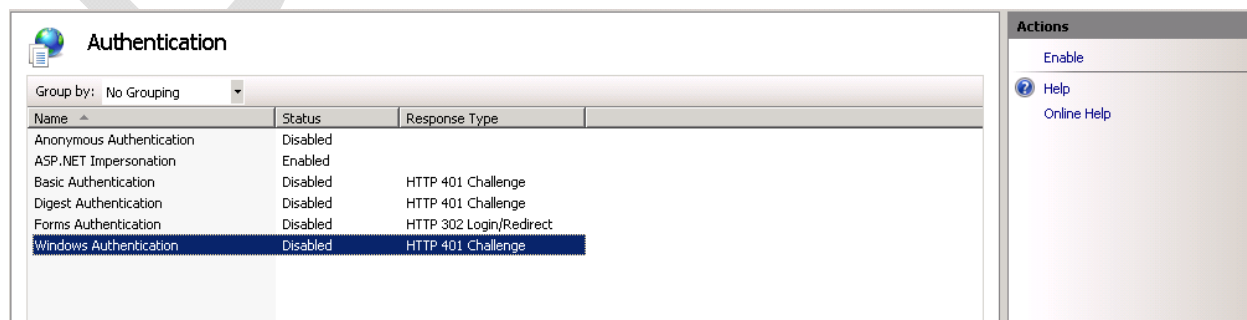 Authentication
Group by: No Grouping
Name Status Response Type
Anonymous Authentication Disabled
ASP.NET Impersonation Enabled
Basic Authentication Disabled HTTP 401 Challenge
Digest Authentication Disabled HTTP 401 Challenge
Forms Authentication Disabled HTTP 302 Login/Redirect
Windows Authentication Disabled HTTP 401 Challenge
Actions
Enable
Help
Online Help